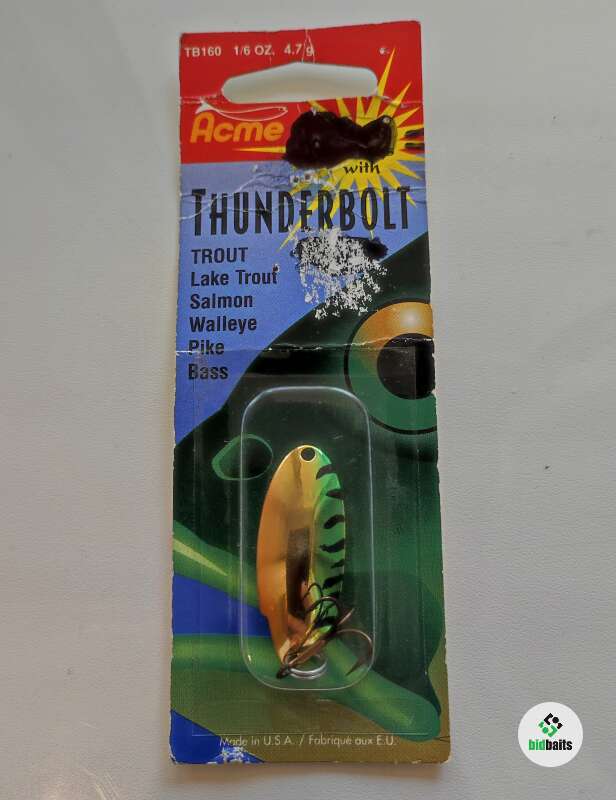 TB160 1/6 OZ. 4.7 g
Acme
with
THUNDERBOLT
TROUT
Lake Trout
Salmon
Walleye
Pike
Bass
Made in U.S.A. / Fabriqué aux E.U.
bidbaits